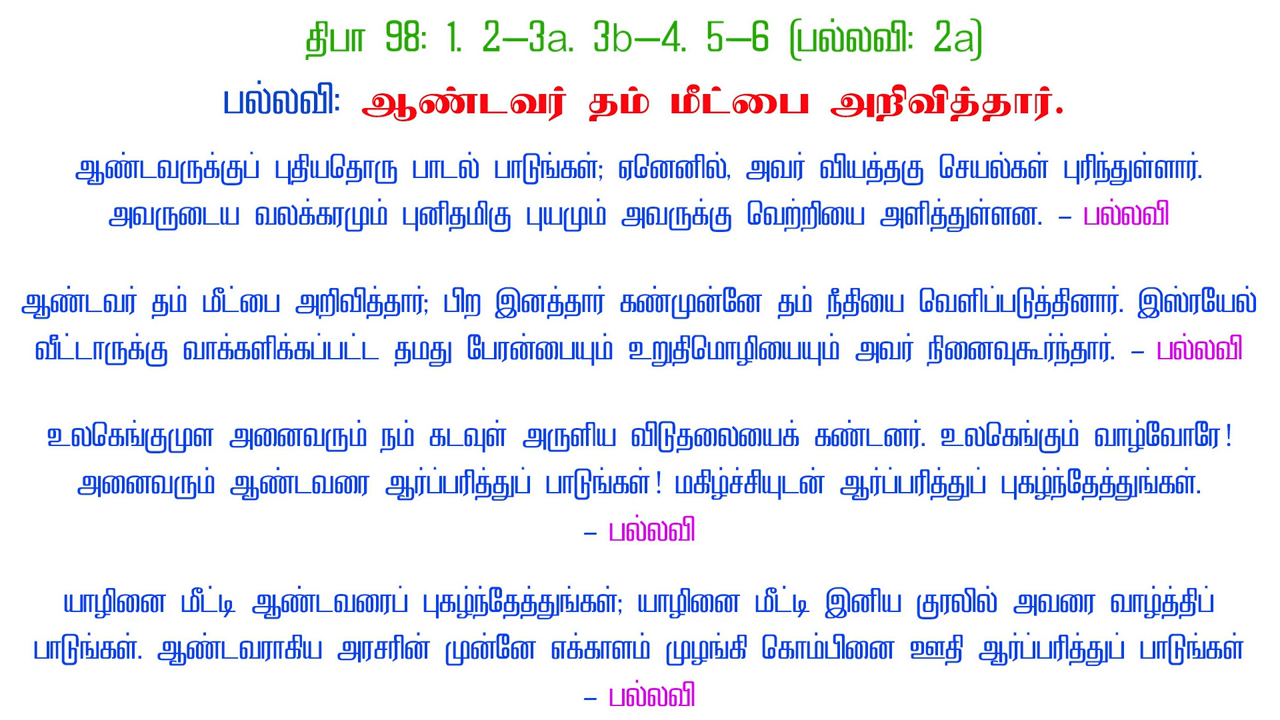 திபா 98: 1. 2–3a. 3b–4. 5–6 (பல்லவி: 2a)
பல்லவி: ஆண்டவர் தம் மீட்பை அறிவித்தார்.
ஆண்டவருக்குப் புதியதொரு பாடல் பாடுங்கள்; ஏனெனில், அவர் வியத்தகு செயல்கள் புரிந்துள்ளார்.
அவருடைய வலக்கரமும் புனிதமிகு புயமும் அவருக்கு வெற்றியை அளித்துள்ளன. – பல்லவி
ஆண்டவர் தம் மீட்பை அறிவித்தார்; பிற இனத்தார் கண்முன்னே தம் நீதியை வெளிப்படுத்தினார். இஸ்ரயேல்
வீட்டாருக்கு வாக்களிக்கப்பட்ட தமது பேரன்பையும் உறுதிமொழியையும் அவர் நினைவுகூர்ந்தார். – பல்லவி
உலகெங்குமுள அனைவரும் நம் கடவுள் அருளிய விடுதலையைக் கண்டனர். உலகெங்கும் வாழ்வோரே!
அனைவரும் ஆண்டவரை ஆர்ப்பரித்துப் பாடுங்கள்! மகிழ்ச்சியுடன் ஆர்ப்பரித்துப் புகழ்ந்தேத்துங்கள்.
– பல்லவி
யாழினை மீட்டி ஆண்டவரைப் புகழ்ந்தேத்துங்கள்; யாழினை மீட்டி இனிய குரலில் அவரை வாழ்த்திப்
பாடுங்கள். ஆண்டவராகிய அரசரின் முன்னே எக்காளம் முழங்கி கொம்பினை ஊதி ஆர்ப்பரித்துப் பாடுங்கள்
– பல்லவி